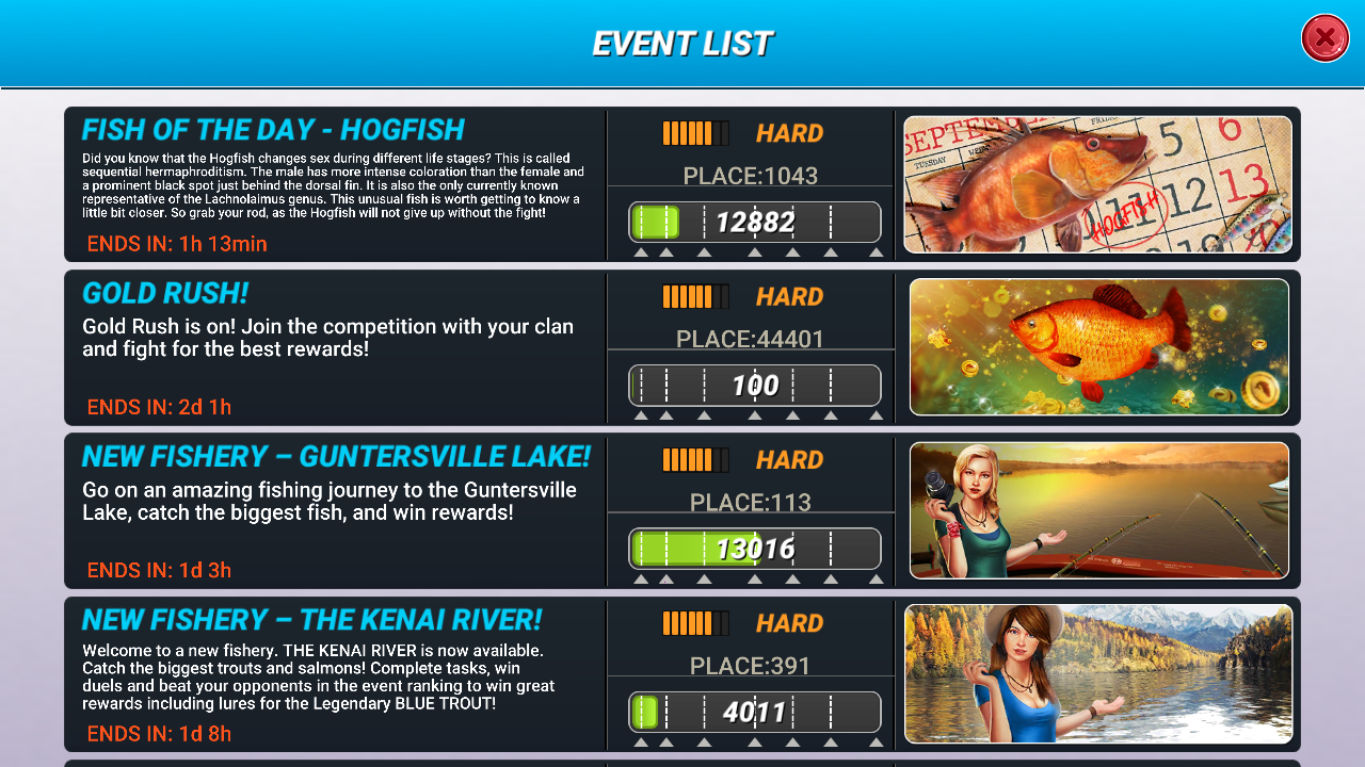 EVENT LIST
FISH OF THE DAY - HOGFISH
Did you know that the Hogfish changes sex during different life stages? This is called
sequential hermaphroditism. The male has more intense coloration than the female and
a prominent black spot just behind the dorsal fin. It is also the only currently known
representative of the Lachnolaimus genus. This unusual fish is worth getting to know a
little bit closer. So grab your rod, as the Hogfish will not give up without the fight!
ENDS IN: 1h 13min
HARD
PLACE:1043
12882
TUESDAY
5
6
11
12
13
HOGFISH
19
GOLD RUSH!
Gold Rush is on! Join the competition with your clan
and fight for the best rewards!
ENDS IN: 2d 1h
HARD
PLACE:44401
100
NEW FISHERY – GUNTERSVILLE LAKE!
Go on an amazing fishing journey to the Guntersville
Lake, catch the biggest fish, and win rewards!
ENDS IN: 1d 3h
HARD
PLACE:113
13016
NEW FISHERY – THE KENAI RIVER!
Welcome to a new fishery. THE KENAI RIVER is now available.
Catch the biggest trouts and salmons! Complete tasks, win
duels and beat your opponents in the event ranking to win great
rewards including lures for the Legendary BLUE TROUT!
ENDS IN: 1d 8h
HARD
PLACE:391
4011